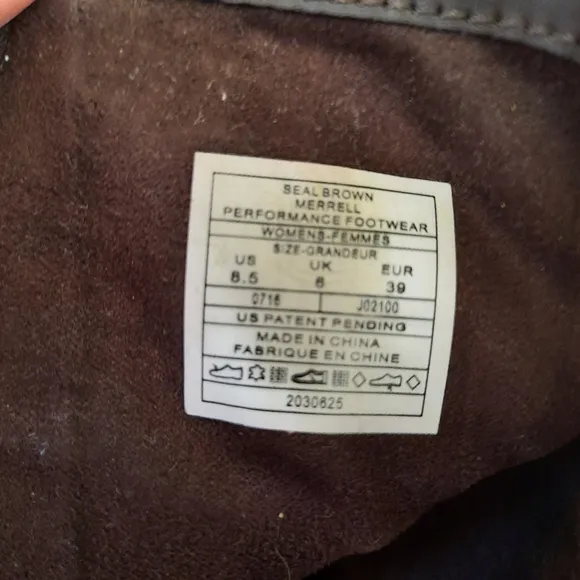 SEAL BROWN
MERRELL
PERFORMANCE FOOTWEAR
WOMENS-FEMMES
SIZE-GRANDEUR
US UK EUR
8.5 6 39
0716 J02100
US PATENT PENDING
MADE IN CHINA
FABRIQUE EN CHINE
2030625